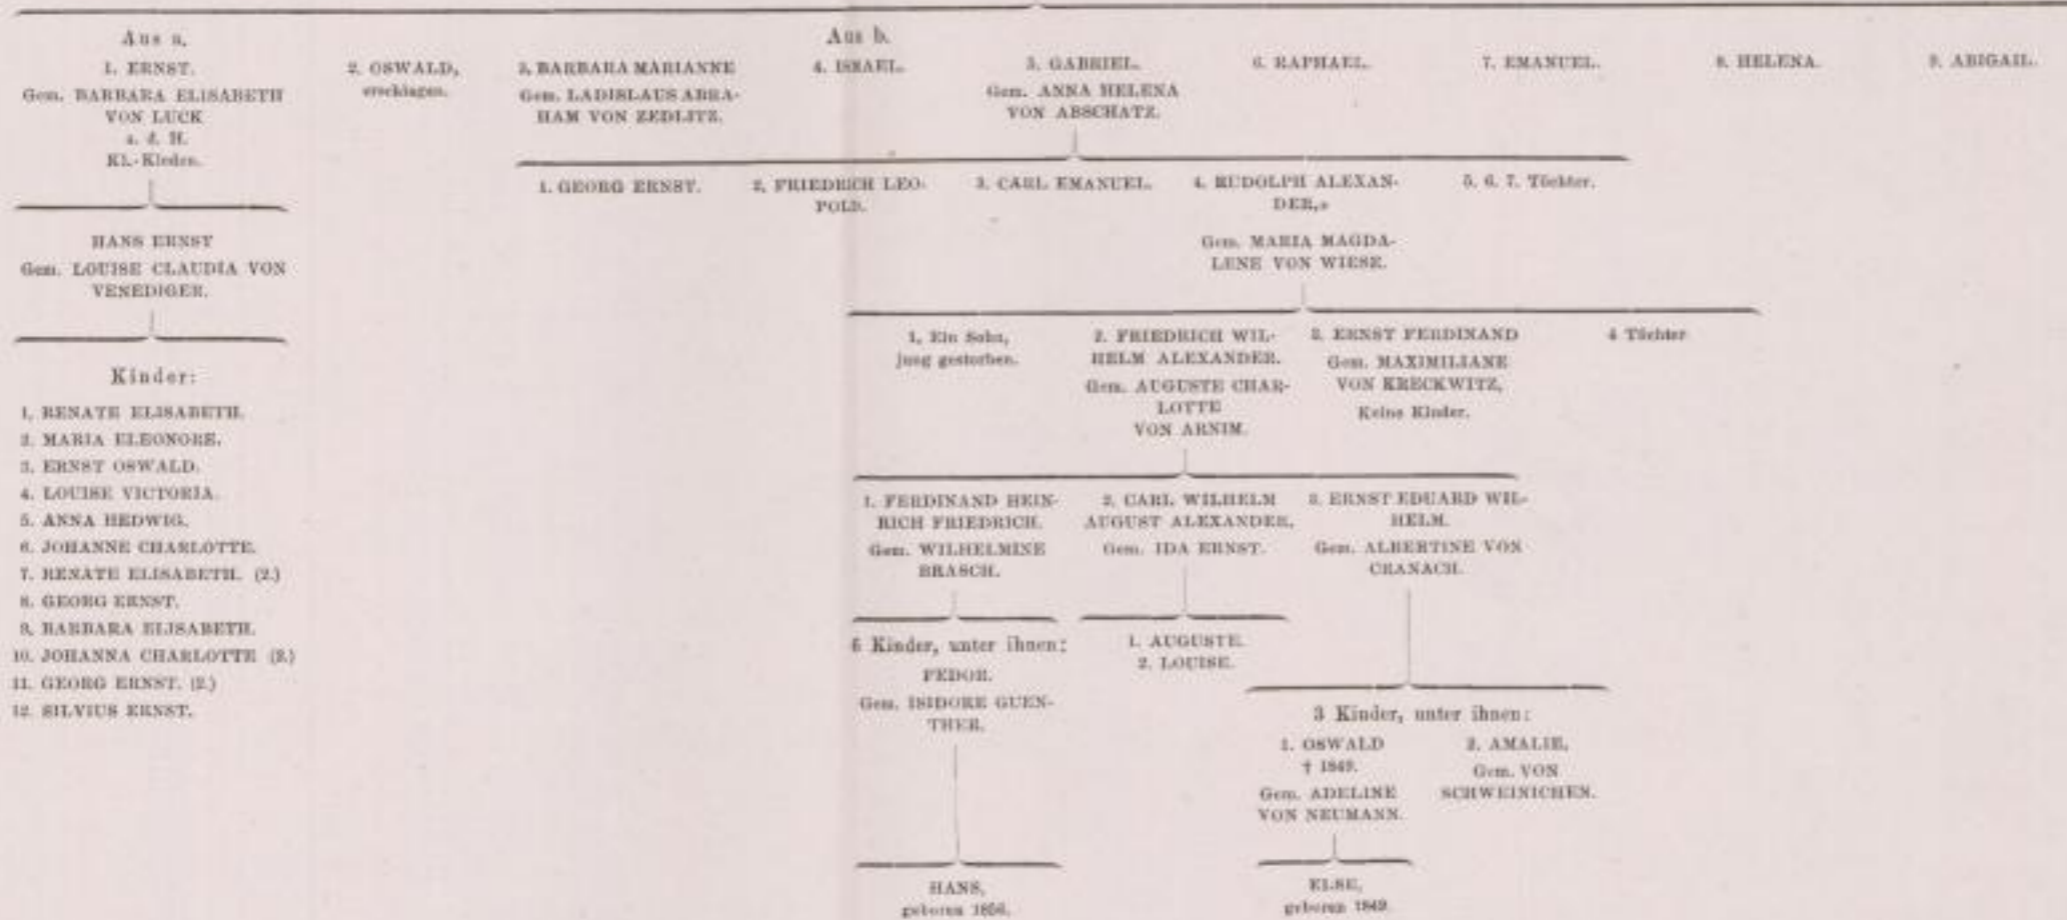 Aus a.
1. ERNST.
Gem. BARBARA ELISABETH
VON LUCK
a. d. H.
Kl.-Kloden.
2. OSWALD,
erschlagen.
3. BARBARA MARIANNE
Gem. LADISLAUS ABRA-
HAM VON ZEDLITZ.
Aus b.
4. ISRAEL.
5. GABRIEL.
Gem. ANNA HELENA
VON ABSCHATZ.
6. RAPHAEL.
7. EMANUEL.
8. HELENA.
9. ABIGAIL.
HANS ERNST
Gem. LOUISE CLAUDIA VON
VENEDIGER.
Kinder:
1. RENATE ELISABETH.
2. MARIA ELEONORE.
3. ERNST OSWALD.
4. LOUISE VICTORIA.
5. ANNA HEDWIG.
6. JOHANNE CHARLOTTE.
7. RENATE ELISABETH. (2.)
8. GEORG ERNST.
9. BARBARA ELISABETH.
10. JOHANNA CHARLOTTE (2.)
11. GEORG ERNST. (2.)
12. SILVIUS ERNST.
1. GEORG ERNST.
2. FRIEDRICH LEO-
POLD.
3. CARL EMANUEL.
4. RUDOLPH ALEXAN-
DER,
Gem. MARIA MAGDA-
LENE VON WIESE.
5. 6. 7. Töchter.
1. Ein Sohn,
jung gestorben.
2. FRIEDRICH WIL-
HELM ALEXANDER.
Gem. AUGUSTE CHAR-
LOTTE
VON ARNIM.
3. ERNST FERDINAND
Gem. MAXIMILIANE
VON KRECKWITZ,
Keine Kinder.
4 Töchter
1. FERDINAND HEIN-
RICH FRIEDRICH.
Gem. WILHELMINE
BRASCH.
2. CARL WILHELM
AUGUST ALEXANDER,
Gem. IDA ERNST.
3. ERNST EDUARD WIL-
HELM.
Gem. ALBERTINE VON
CRANACH.
6 Kinder, unter ihnen:
FEDOR.
Gem. ISIDORE GUEN-
THER.
1. AUGUSTE.
2. LOUISE.
3 Kinder, unter ihnen:
1. OSWALD
† 1849.
Gem. ADELINE
VON NEUMANN.
2. AMALIE,
Gem. VON
SCHWEINICHEN.
HANS,
geboren 1856.
ELSE,
geboren 1849.